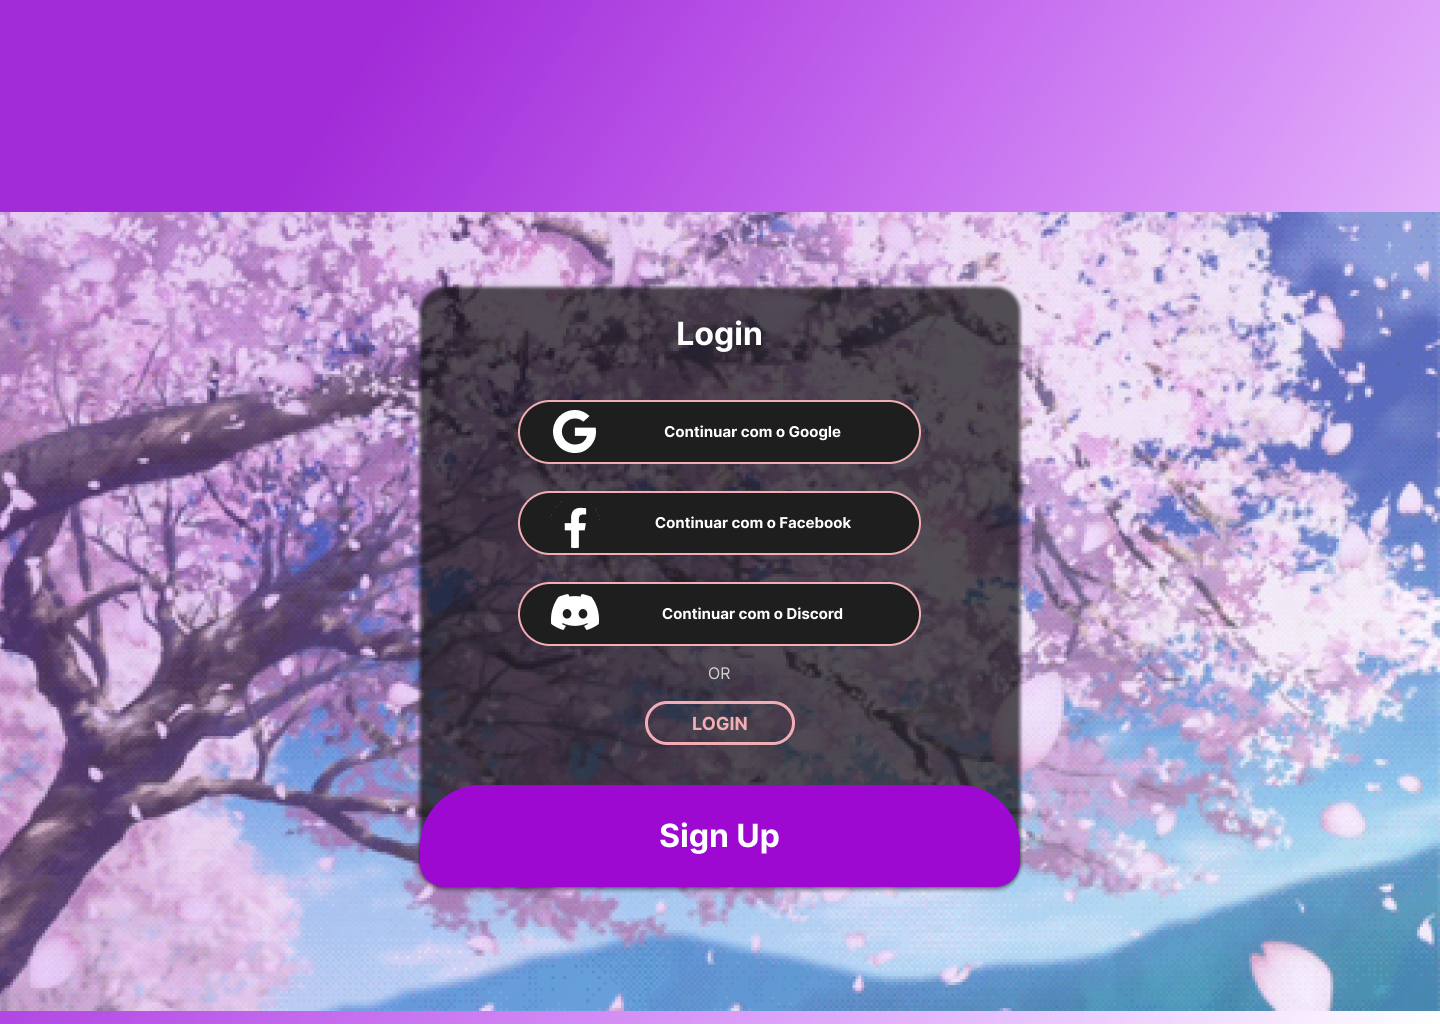 Login
Continuar com o Google
Continuar com o Facebook
Continuar com o Discord
OR
LOGIN
Sign Up